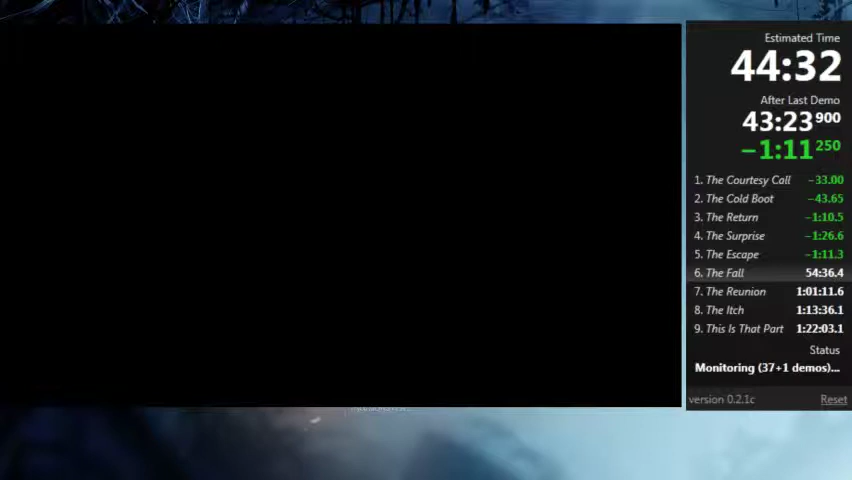 Estimated Time
44:32
After Last Demo
43:23 900
-1:11 250
1. The Courtesy Call -33.00
2. The Cold Boot -43.65
3. The Return -1:10.5
4. The Surprise -1:26.6
5. The Escape -1:11.3
6. The Fall 54:36.4
7. The Reunion 1:01:11.6
8. The Itch 1:13:36.1
9. This Is That Part 1:22:03.1
Status
Monitoring (37+1 demos)...
version 0.2.1c Reset